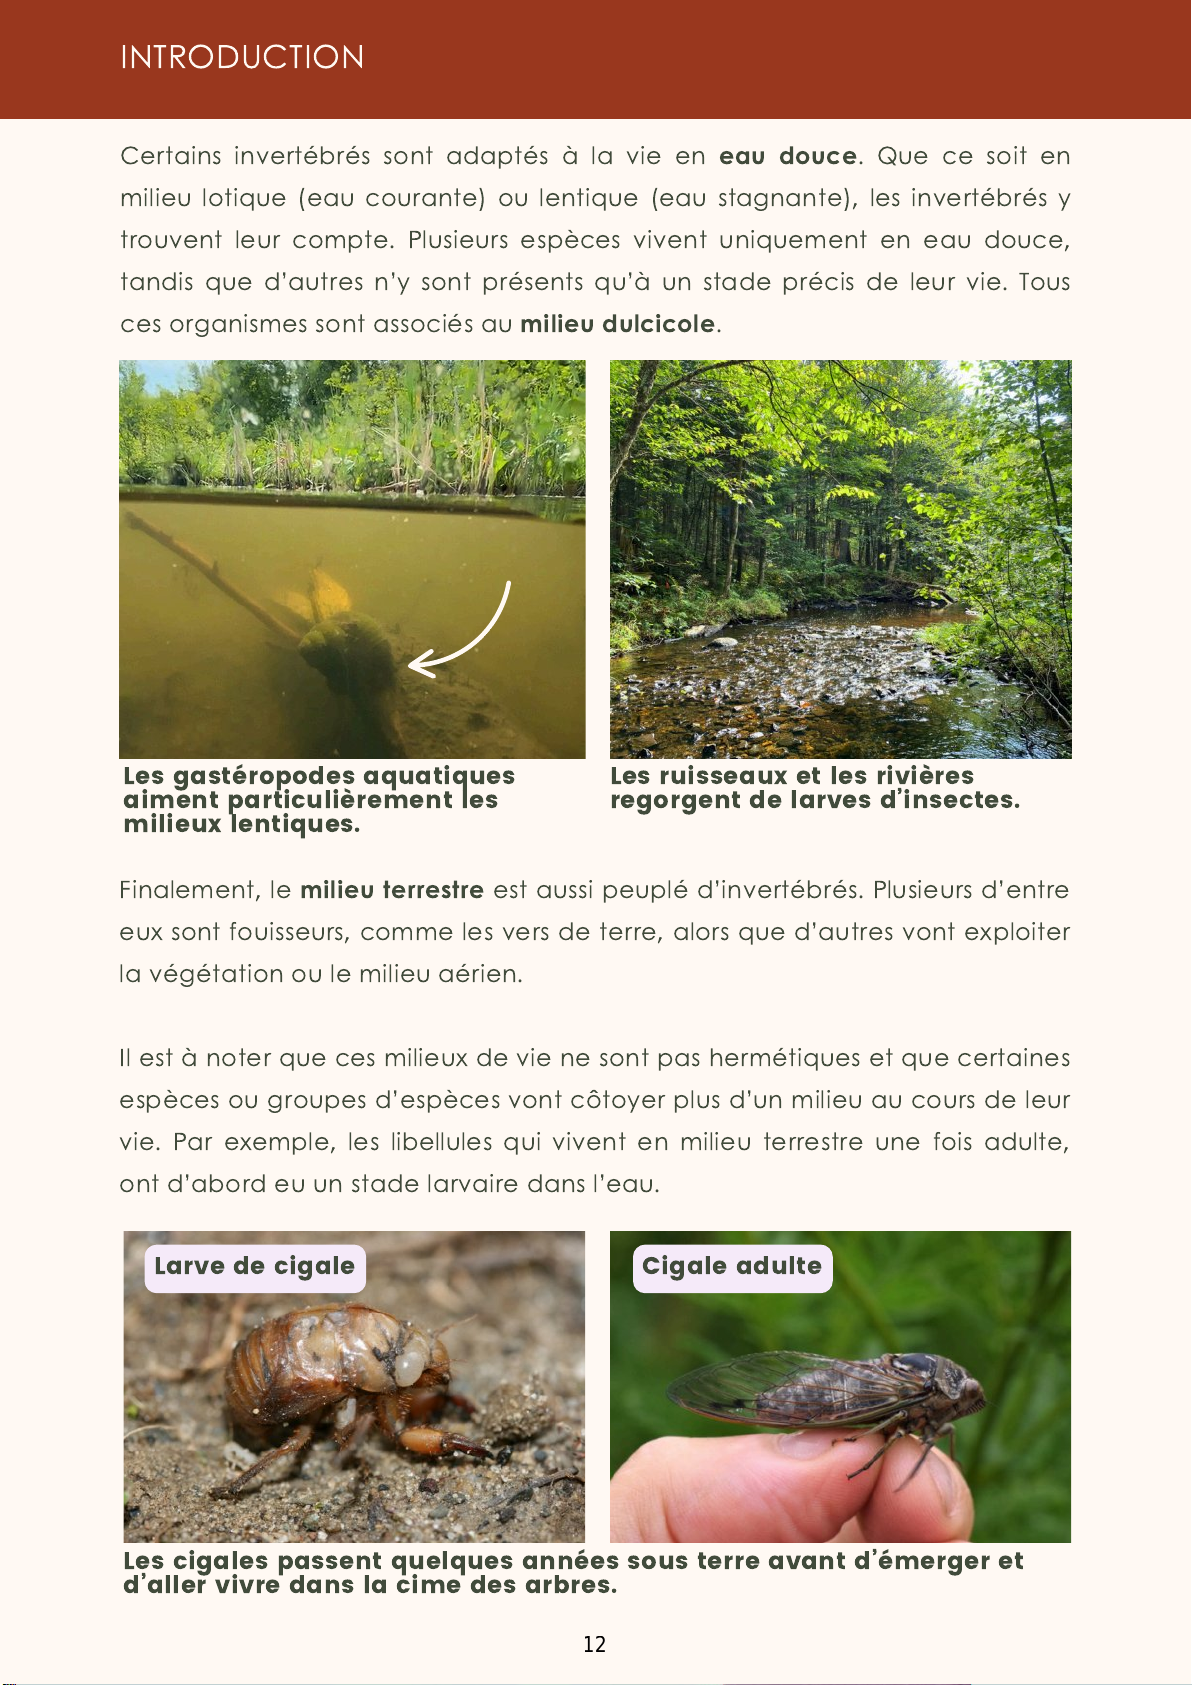 INTRODUCTION
Certains invertébrés sont adaptés à la vie en eau douce. Que ce soit en
milieu lotique (eau courante) ou lentique (eau stagnante), les invertébrés y
trouvent leur compte. Plusieurs espèces vivent uniquement en eau douce,
tandis que d’autres n’y sont présents qu’à un stade précis de leur vie. Tous
ces organismes sont associés au milieu dulcicole.
Les gastéropodes aquatiques
aiment particulièrement les
milieux lentiques.
Les ruisseaux et les rivières
regorgent de larves d’insectes.
Finalement, le milieu terrestre est aussi peuplé d’invertébrés. Plusieurs d’entre
eux sont fouisseurs, comme les vers de terre, alors que d’autres vont exploiter
la végétation ou le milieu aérien.
Il est à noter que ces milieux de vie ne sont pas hermétiques et que certaines
espèces ou groupes d’espèces vont côtoyer plus d’un milieu au cours de leur
vie. Par exemple, les libellules qui vivent en milieu terrestre une fois adulte,
ont d’abord eu un stade larvaire dans l’eau.
Larve de cigale
Cigale adulte
Les cigales passent quelques années sous terre avant d’émerger et
d’aller vivre dans la cime des arbres.
12